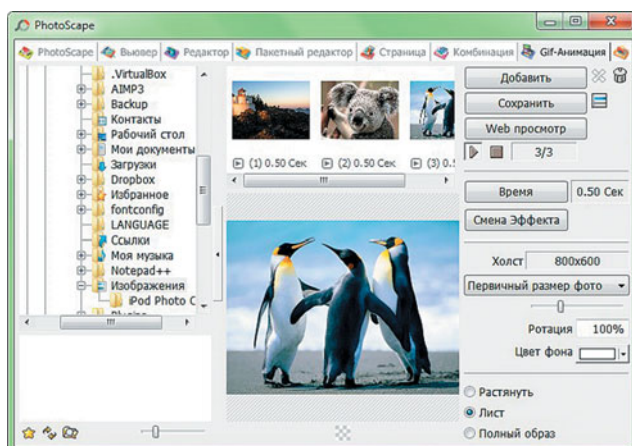 PhotoScape
PhotoScape Вьювер Редактор Пакетный редактор Страница Комбинация Gif-Анимация
.VirtualBox
AIMP3
Backup
Контакты
Рабочий стол
Мои документы
Загрузки
Dropbox
Избранное
fontconfig
LANGUAGE
Ссылки
Моя музыка
Notepad++
Изображения
iPod Photo C
(1) 0.50 Сек (2) 0.50 Сек (3) 0.5
Добавить
Сохранить
Web просмотр
3/3
Время 0.50 Сек
Смена Эффекта
Холст 800x600
Первичный размер фото
Ротация 100%
Цвет фона
Растянуть
Лист
Полный образ